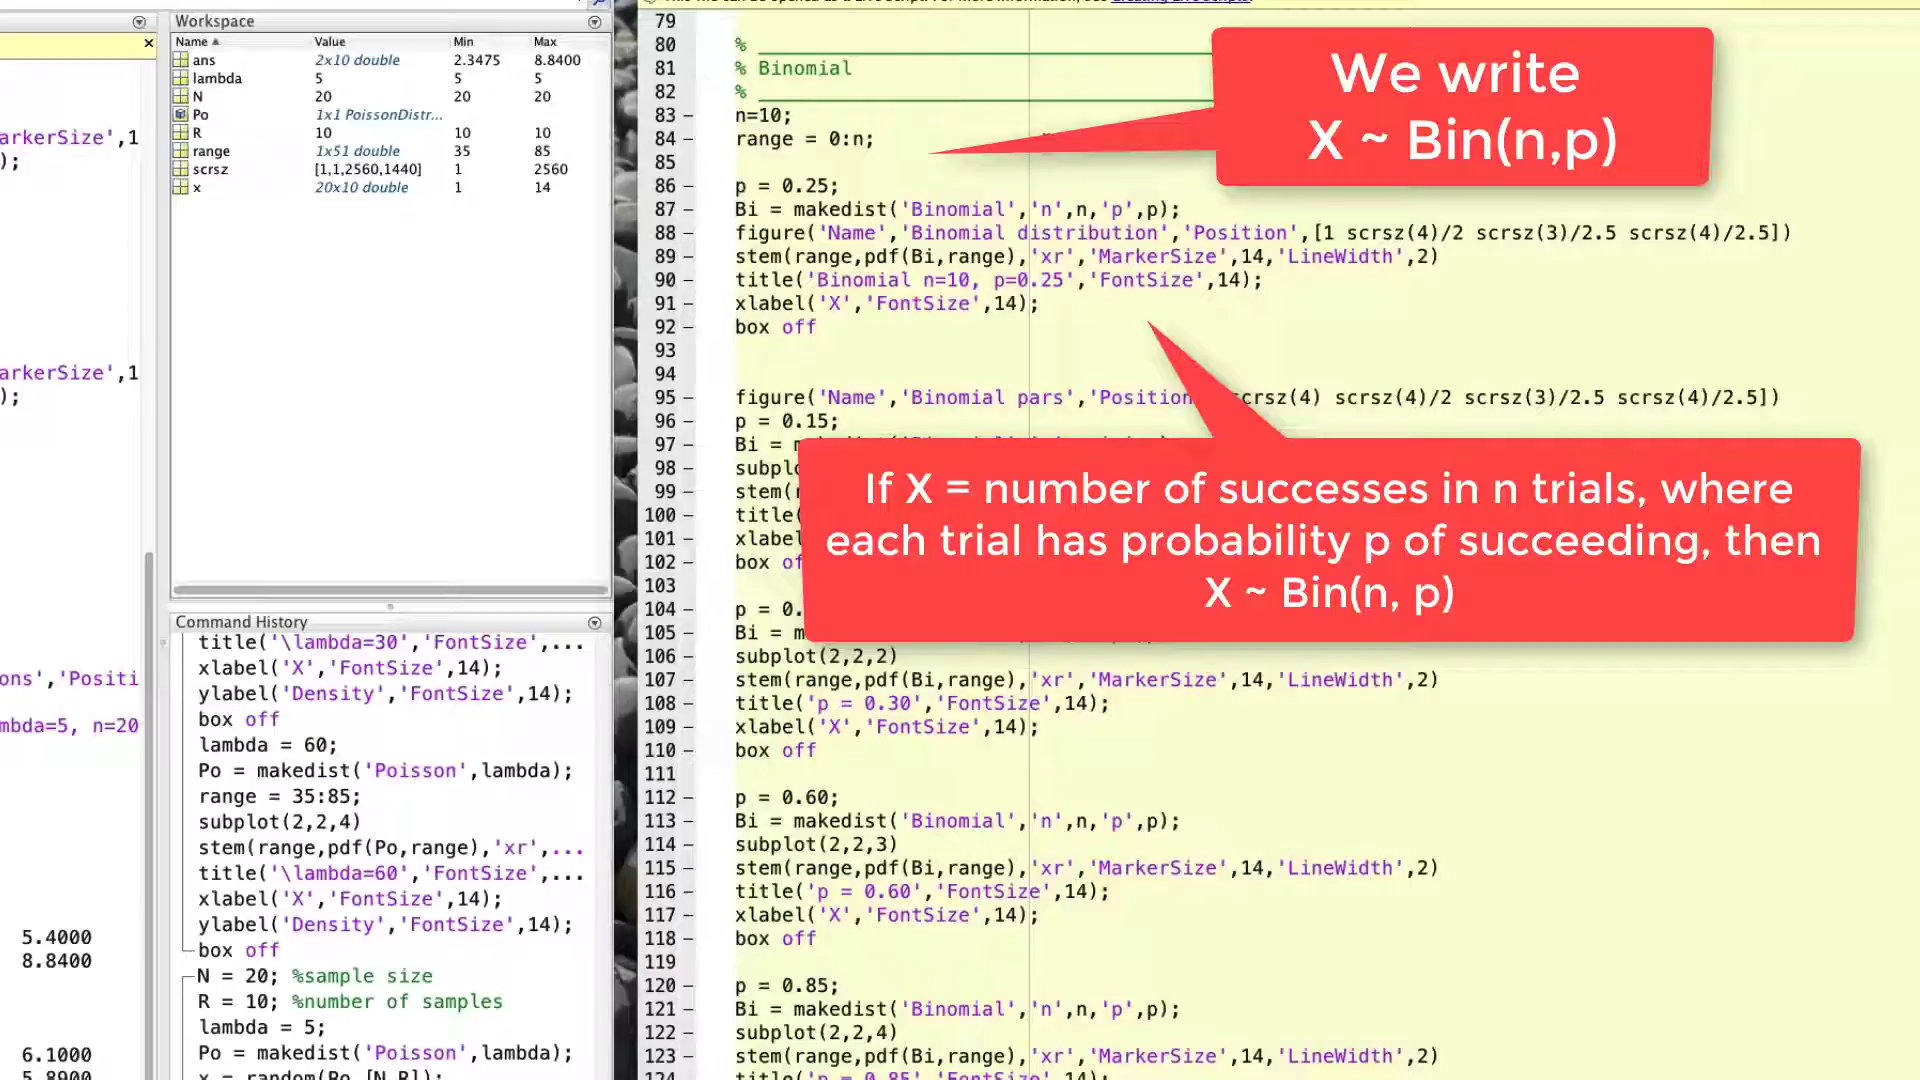 arkerSize',1
);
arkerSize',1
);
ons','Positi
mbda=5, n=20
5.4000
8.8400
6.1000
5.8900
Workspace
Name Value Min Max
ans 2x10 double 2.3475 8.8400
lambda 5 5 5
N 20 20 20
Po 1x1 PoissonDistr...
R 10 10 10
range 1x51 double 35 85
scrsz [1,1,2560,1440] 1 2560
x 20x10 double 1 14
Command History
title('\lambda=30','FontSize',...
xlabel('X','FontSize',14);
ylabel('Density','FontSize',14);
box off
lambda = 60;
Po = makedist('Poisson',lambda);
range = 35:85;
subplot(2,2,4)
stem(range,pdf(Po,range),'xr',...
title('\lambda=60','FontSize',...
xlabel('X','FontSize',14);
ylabel('Density','FontSize',14);
box off
N = 20; %sample size
R = 10; %number of samples
lambda = 5;
Po = makedist('Poisson',lambda);
x = random(Po,[N,R]);
79
80 %
81 % Binomial
82 %
83 – n=10;
84 – range = 0:n;
85
86 – p = 0.25;
87 – Bi = makedist('Binomial','n',n,'p',p);
88 – figure('Name','Binomial distribution','Position',[1 scrsz(4)/2 scrsz(3)/2.5 scrsz(4)/2.5])
89 – stem(range,pdf(Bi,range),'xr','MarkerSize',14,'LineWidth',2)
90 – title('Binomial n=10, p=0.25','FontSize',14);
91 – xlabel('X','FontSize',14);
92 – box off
93
94
95 – figure('Name','Binomial pars','Position scrsz(4) scrsz(4)/2 scrsz(3)/2.5 scrsz(4)/2.5])
96 – p = 0.15;
97 – Bi = m
98 – subplo
99 – stem(r
100 – title(
101 – xlabel
102 – box of
103
104 – p = 0.
105 – Bi = m
106 – subplot(2,2,2)
107 – stem(range,pdf(Bi,range),'xr','MarkerSize',14,'LineWidth',2)
108 – title('p = 0.30','FontSize',14);
109 – xlabel('X','FontSize',14);
110 – box off
111
112 – p = 0.60;
113 – Bi = makedist('Binomial','n',n,'p',p);
114 – subplot(2,2,3)
115 – stem(range,pdf(Bi,range),'xr','MarkerSize',14,'LineWidth',2)
116 – title('p = 0.60','FontSize',14);
117 – xlabel('X','FontSize',14);
118 – box off
119
120 – p = 0.85;
121 – Bi = makedist('Binomial','n',n,'p',p);
122 – subplot(2,2,4)
123 – stem(range,pdf(Bi,range),'xr','MarkerSize',14,'LineWidth',2)
124 title('p = 0.85','FontSize',14);
We write
X ~ Bin(n,p)
If X = number of successes in n trials, where
each trial has probability p of succeeding, then
X ~ Bin(n, p)